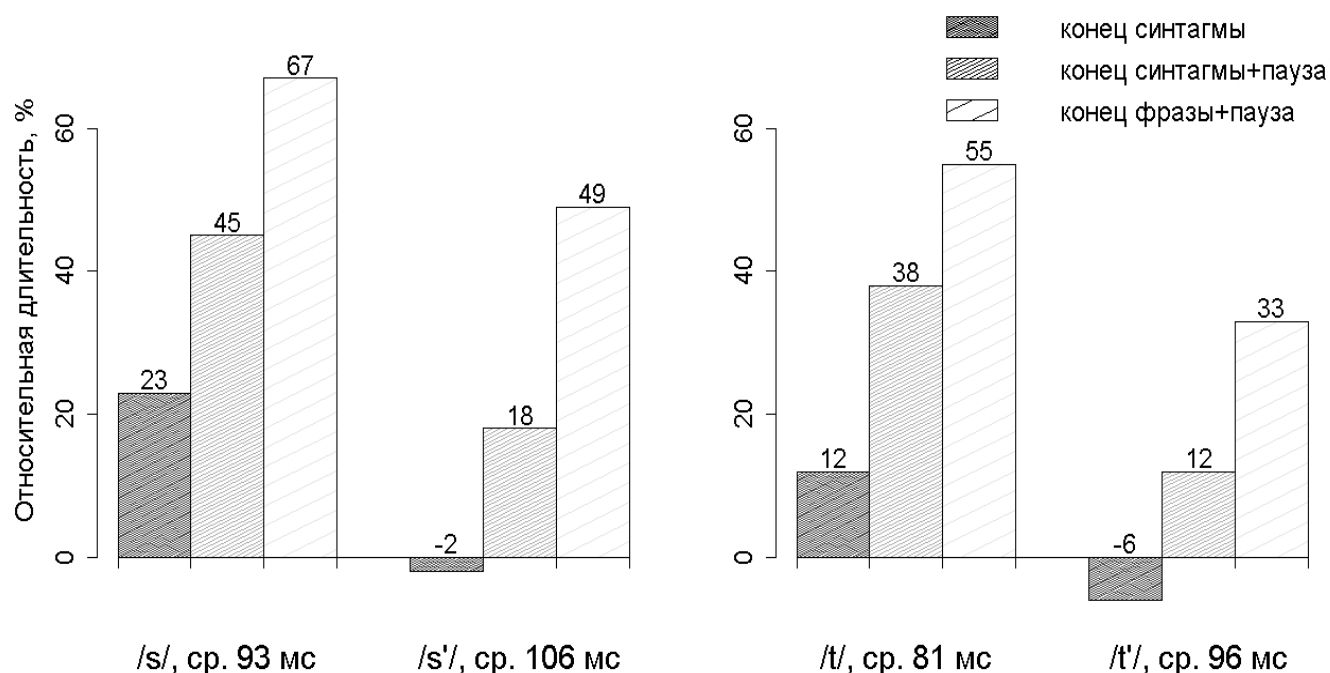 конец синтагмы
конец синтагмы+пауза
конец фразы+пауза
Относительная длительность, %
60
40
20
0
23
45
67
-2
18
49
/s/, ср. 93 мс
/s'/, ср. 106 мс
60
40
20
0
12
38
55
-6
12
33
/t/, ср. 81 мс
/t'/, ср. 96 мс